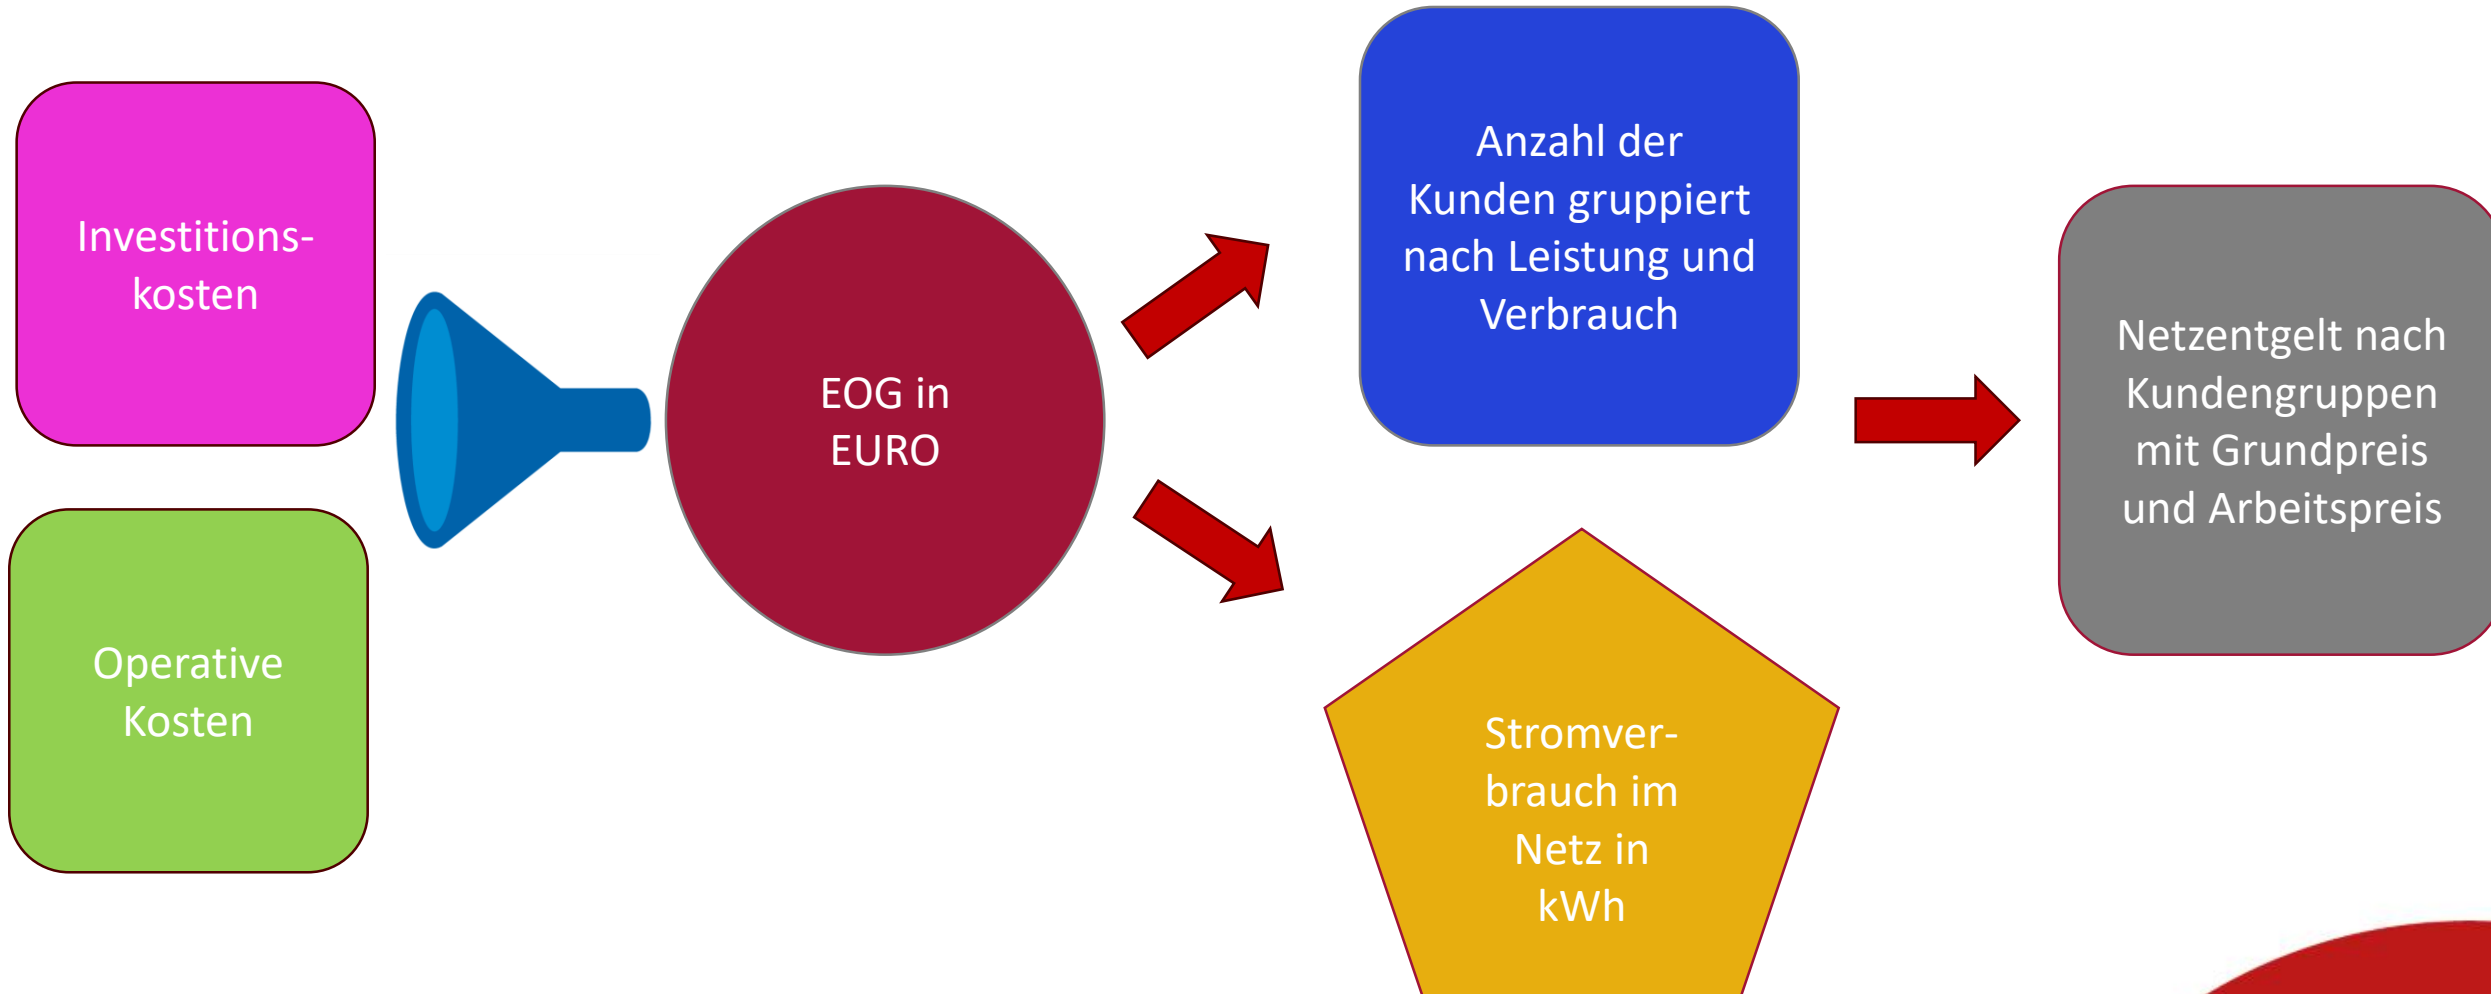 Investitions-
kosten
Operative
Kosten
EOG in
EURO
Anzahl der
Kunden gruppiert
nach Leistung und
Verbrauch
Stromver-
brauch im
Netz in
kWh
Netzentgelt nach
Kundengruppen
mit Grundpreis
und Arbeitspreis